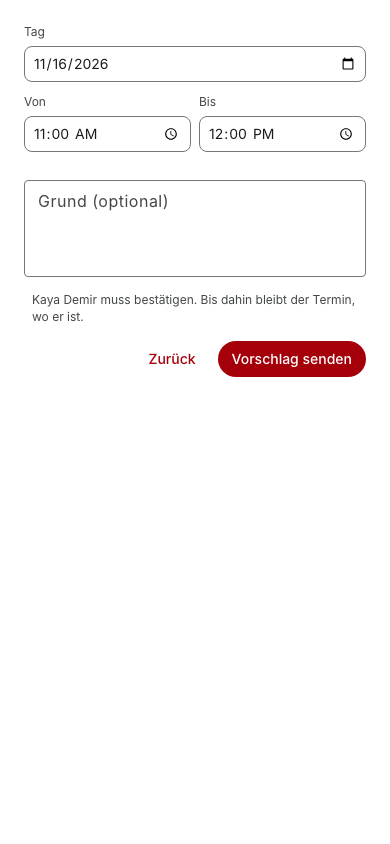 Tag
11/16/2026
Von
Bis
11:00 AM
12:00 PM
Grund (optional)
Kaya Demir muss bestätigen. Bis dahin bleibt der Termin,
wo er ist.
Zurück
Vorschlag senden